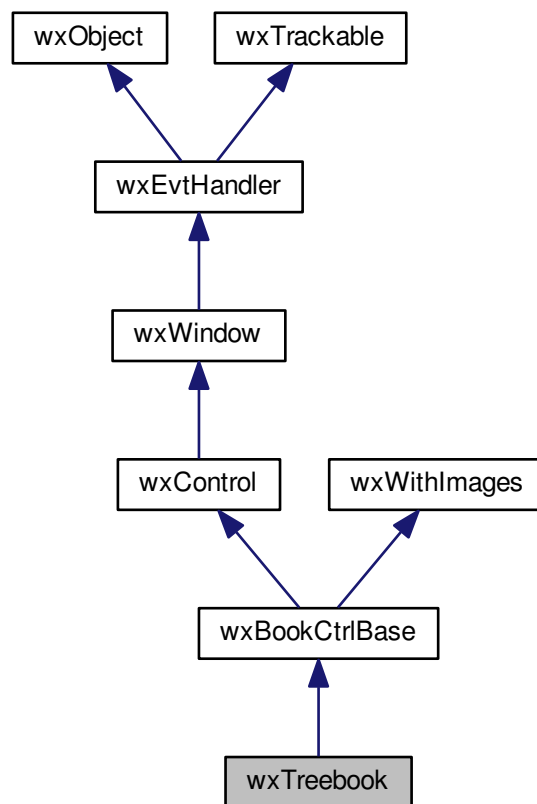 wxObject
wxTrackable
wxEvtHandler
wxWindow
wxControl
wxWithImages
wxBookCtrlBase
wxTreebook